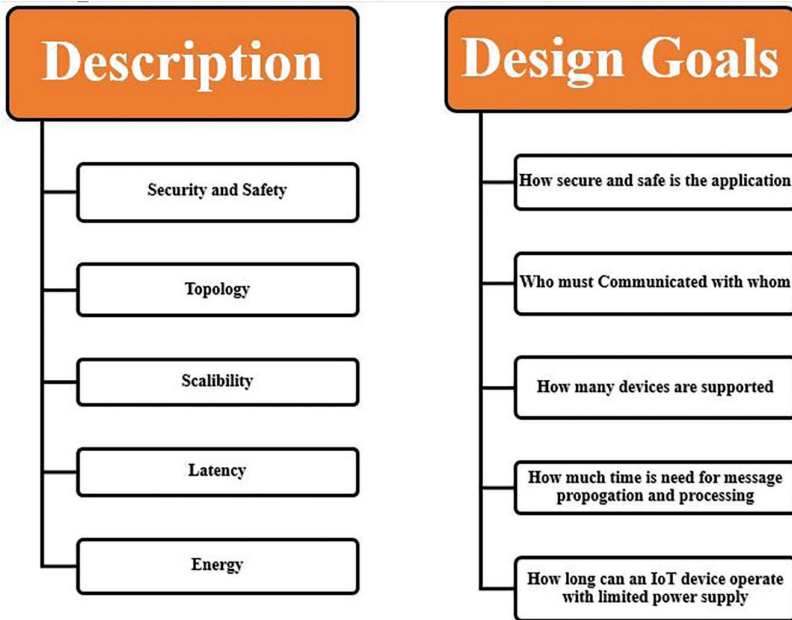 Description
Security and Safety
Topology
Scalibility
Latency
Energy
Design Goals
How secure and safe is the application
Who must Communicated with whom
How many devices are supported
How much time is need for message
propogation and processing
How long can an IoT device operate
with limited power supply